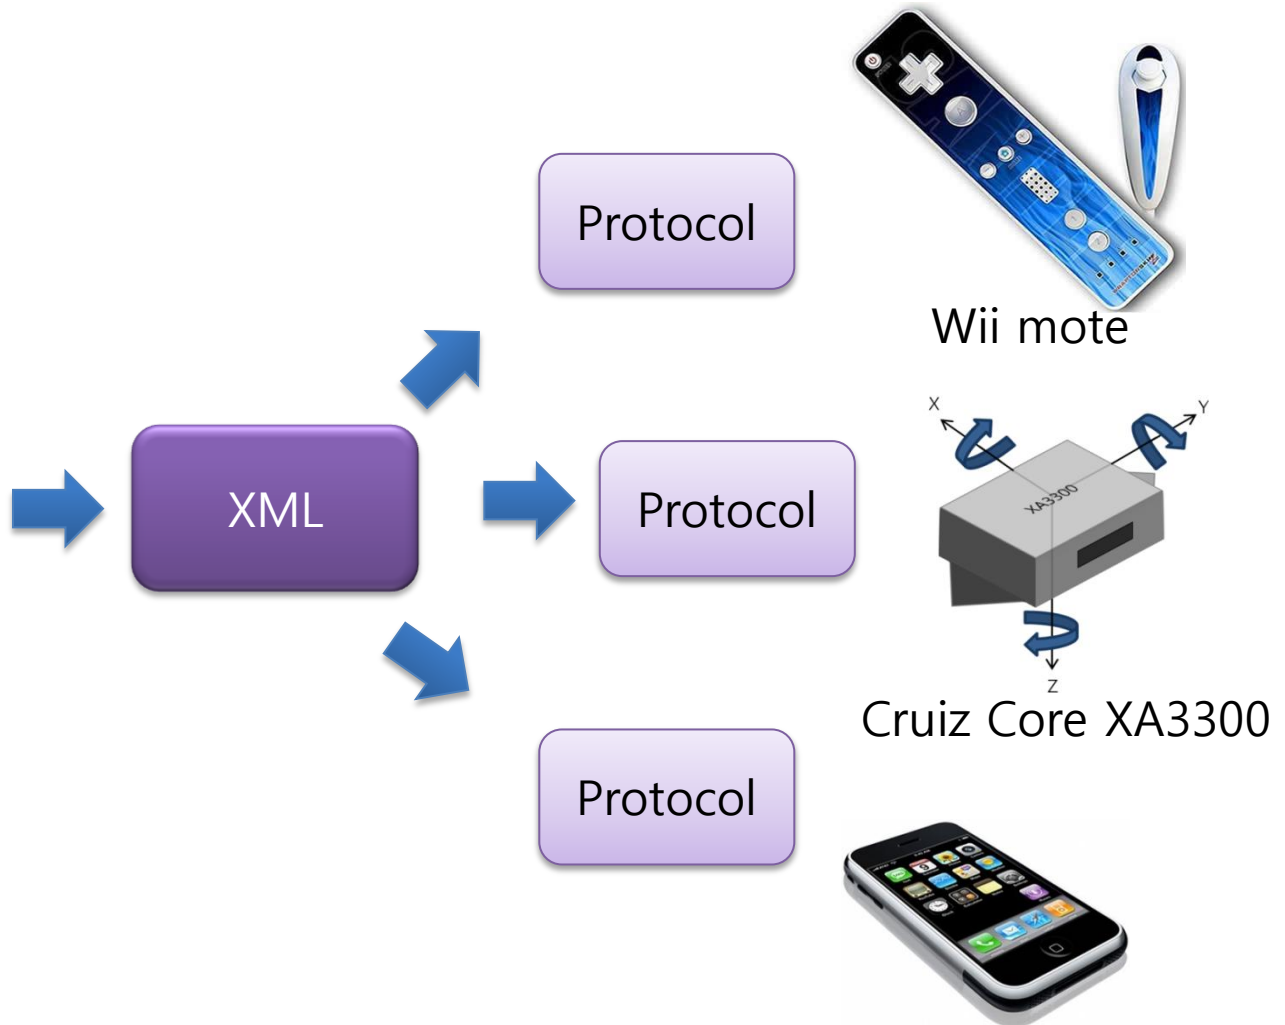 Protocol
Wii mote
XML
Protocol
X
Y
XA3300
Z
Cruiz Core XA3300
Protocol